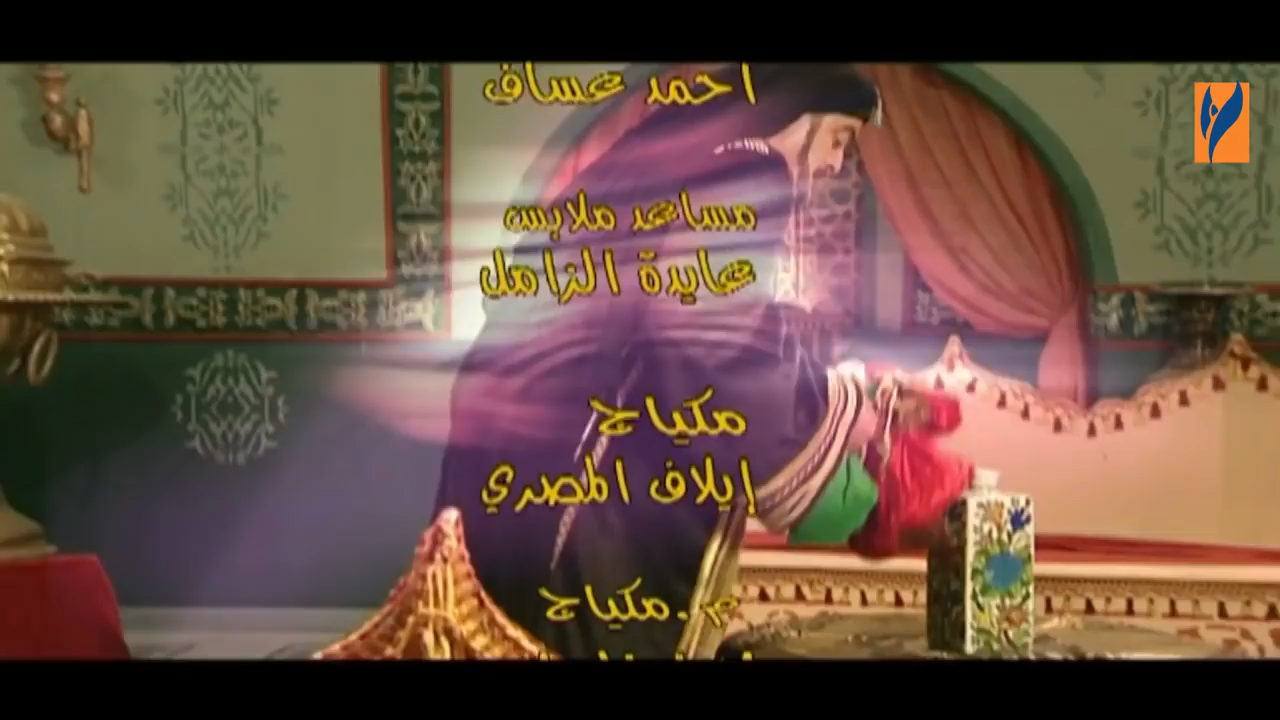 احمد عساف
مساعد ملابس
عايدة الزامل
مكياج
إيلاف المصري
م.مكياج